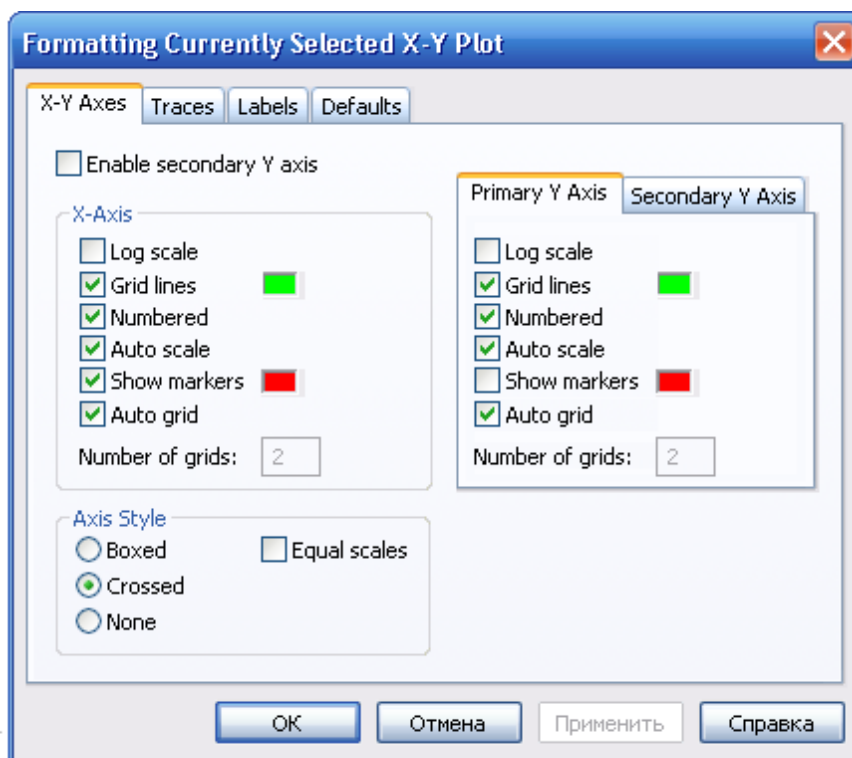 Formatting Currently Selected X-Y Plot
X-Y Axes Traces Labels Defaults
Enable secondary Y axis
X-Axis
Log scale
Grid lines
Numbered
Auto scale
Show markers
Auto grid
Number of grids: 2
Primary Y Axis Secondary Y Axis
Log scale
Grid lines
Numbered
Auto scale
Show markers
Auto grid
Number of grids: 2
Axis Style
Boxed Equal scales
Crossed
None
OK Отмена Применить Справка